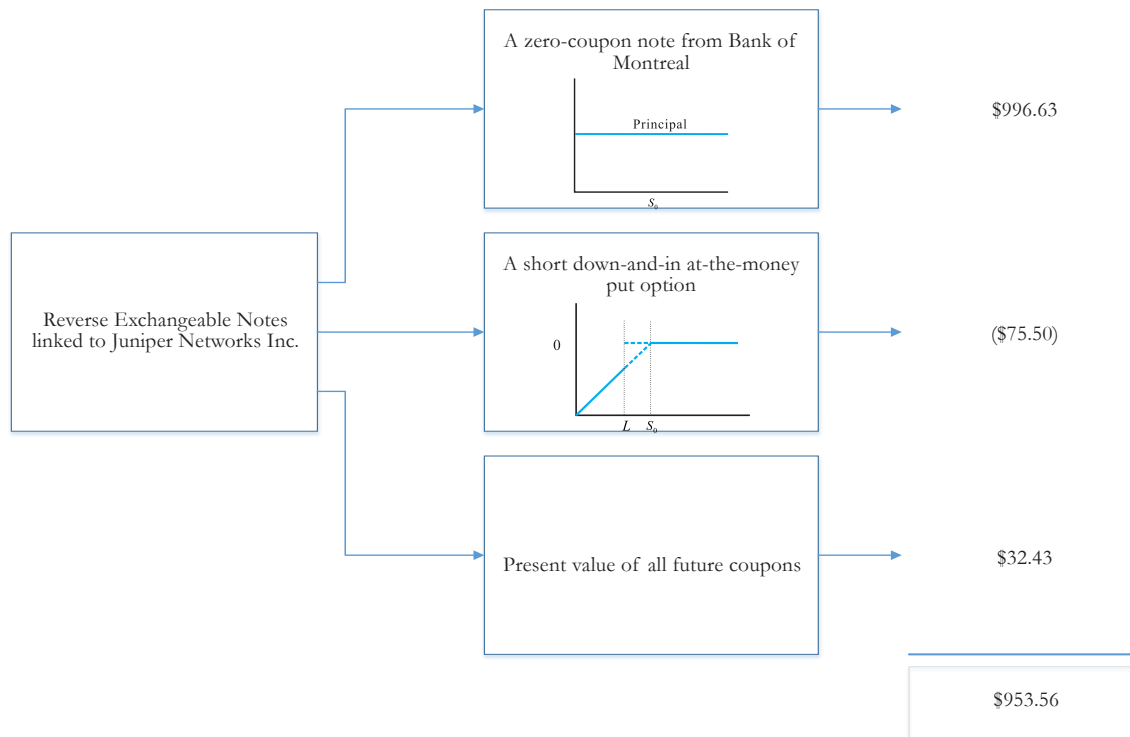 A zero-coupon note from Bank of
Montreal
Principal
S₀
$996.63
Reverse Exchangeable Notes
linked to Juniper Networks Inc.
A short down-and-in at-the-money
put option
0
L S₀
($75.50)
Present value of all future coupons
$32.43
$953.56